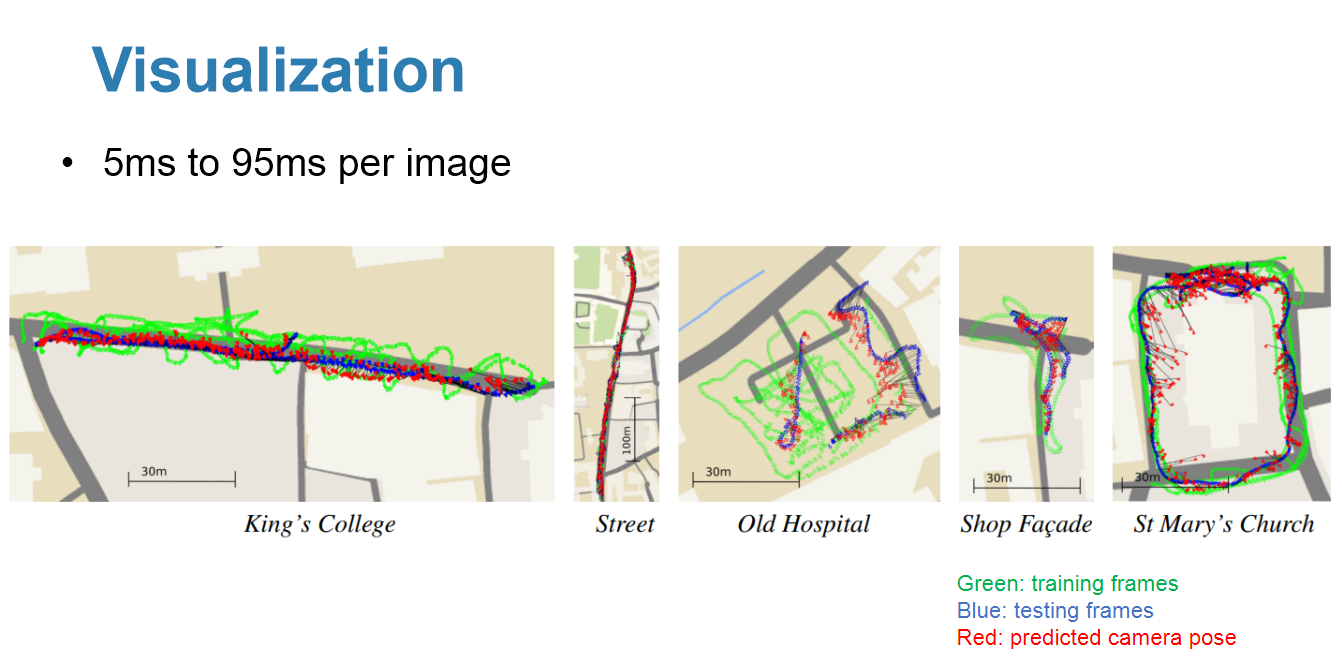 Visualization
• 5ms to 95ms per image
30m
100m
30m
30m
30m
King's College
Street
Old Hospital
Shop Façade
St Mary's Church
Green: training frames
Blue: testing frames
Red: predicted camera pose